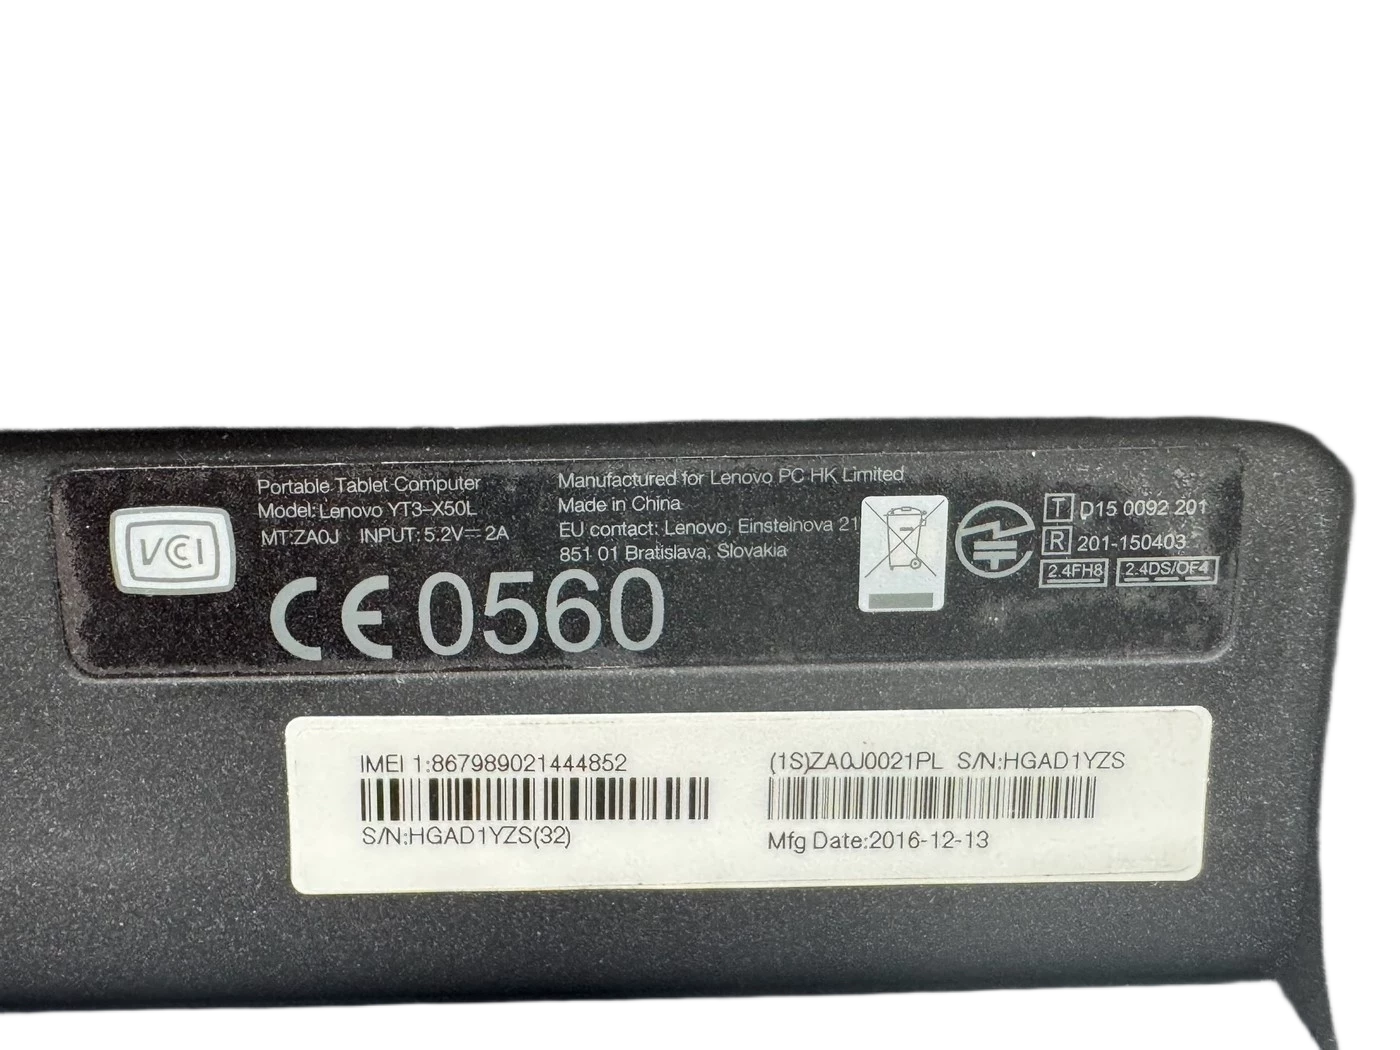 VCI
Portable Tablet Computer
Model: Lenovo YT3-X50L
MT:ZA0J INPUT: 5.2V⎓2A
CE0560
Manufactured for Lenovo PC HK Limited
Made in China
EU contact: Lenovo, Einsteinova 21
851 01 Bratislava, Slovakia
T D15 0092 201
R 201-150403
2.4FH8 2.4DS/OF4
IMEI 1:867989021444852
S/N:HGAD1YZS(32)
(1S)ZA0J0021PL S/N:HGAD1YZS
Mfg Date:2016-12-13